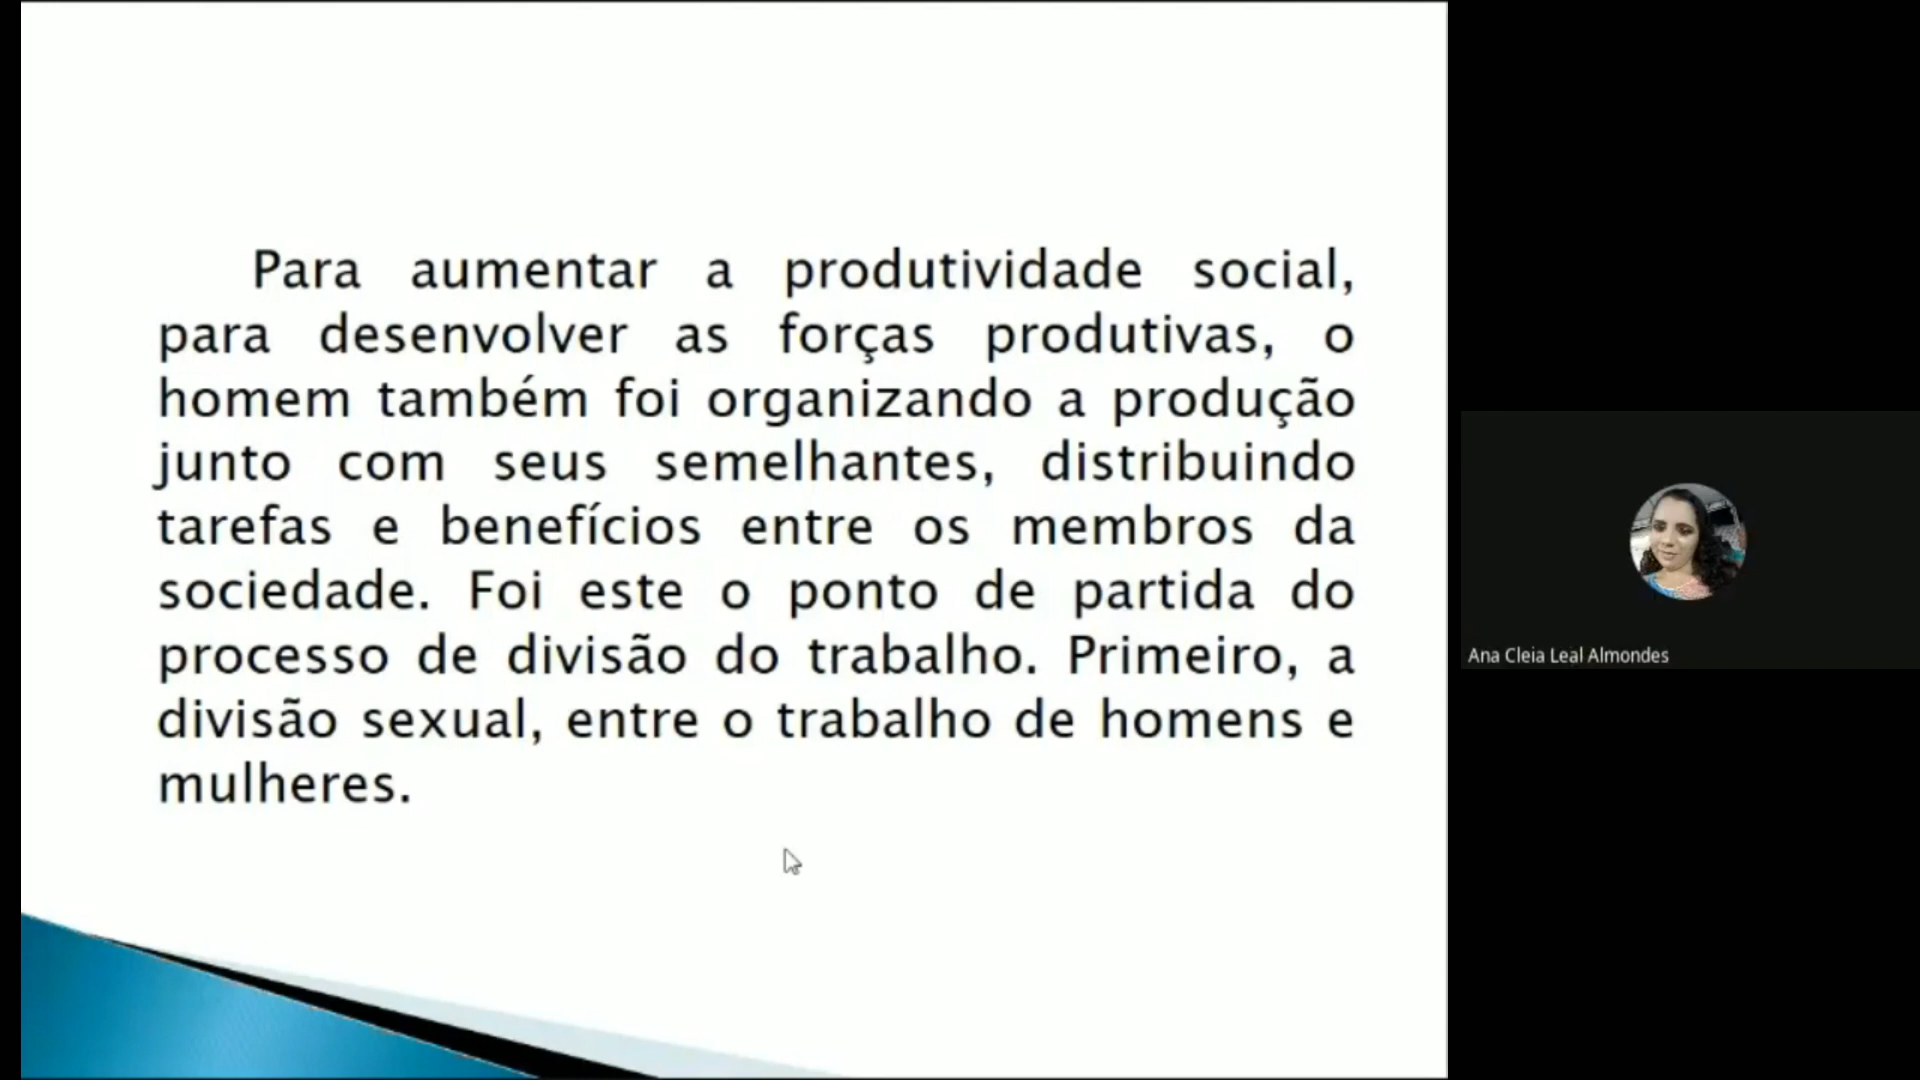 Para aumentar a produtividade social,
para desenvolver as forças produtivas, o
homem também foi organizando a produção
junto com seus semelhantes, distribuindo
tarefas e benefícios entre os membros da
sociedade. Foi este o ponto de partida do
processo de divisão do trabalho. Primeiro, a
divisão sexual, entre o trabalho de homens e
mulheres.
Ana Cleia Leal Almondes